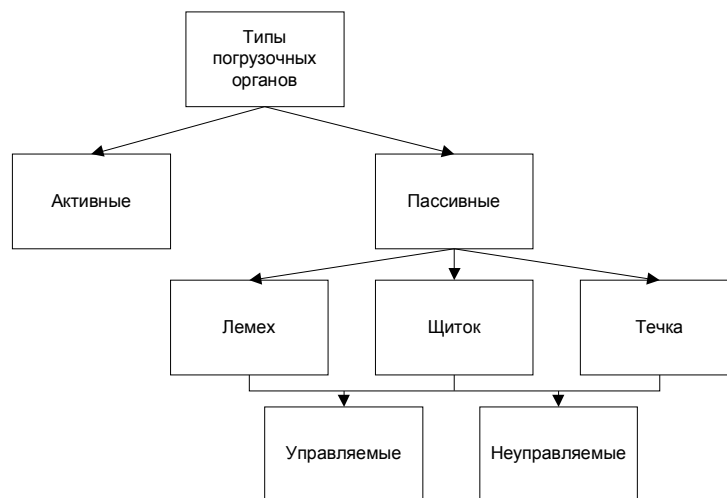 Типы
погрузочных
органов
Активные
Пассивные
Лемех
Щиток
Течка
Управляемые
Неуправляемые